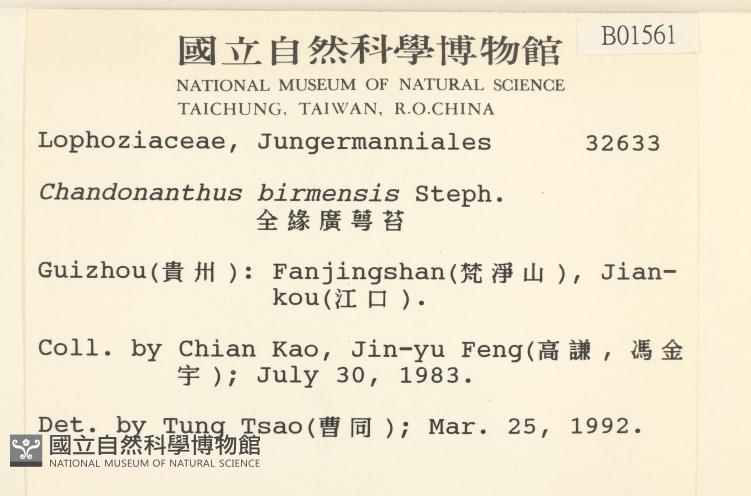 國立自然科學博物館
B01561
NATIONAL MUSEUM OF NATURAL SCIENCE
TAICHUNG, TAIWAN, R.O.CHINA
Lophoziaceae, Jungermanniales 32633
Chandonanthus birmensis Steph.
全緣廣萼苔
Guizhou(貴州): Fanjingshan(梵淨山), Jian-
kou(江口).
Coll. by Chian Kao, Jin-yu Feng(高謙, 馮金
宇); July 30, 1983.
Det. by Tung Tsao(曹同); Mar. 25, 1992.
國立自然科學博物館
NATIONAL MUSEUM OF NATURAL SCIENCE